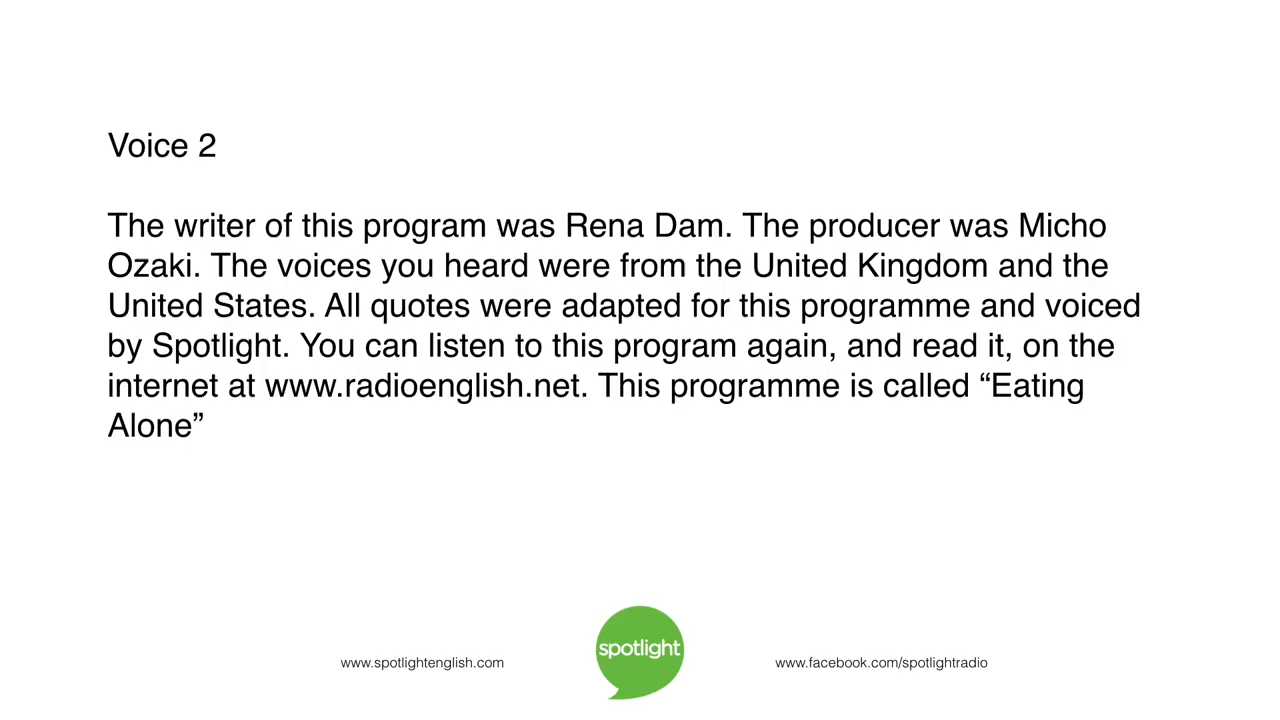 Voice 2
The writer of this program was Rena Dam. The producer was Micho
Ozaki. The voices you heard were from the United Kingdom and the
United States. All quotes were adapted for this programme and voiced
by Spotlight. You can listen to this program again, and read it, on the
internet at www.radioenglish.net. This programme is called “Eating
Alone”
www.spotlightenglish.com
spotlight
www.facebook.com/spotlightradio